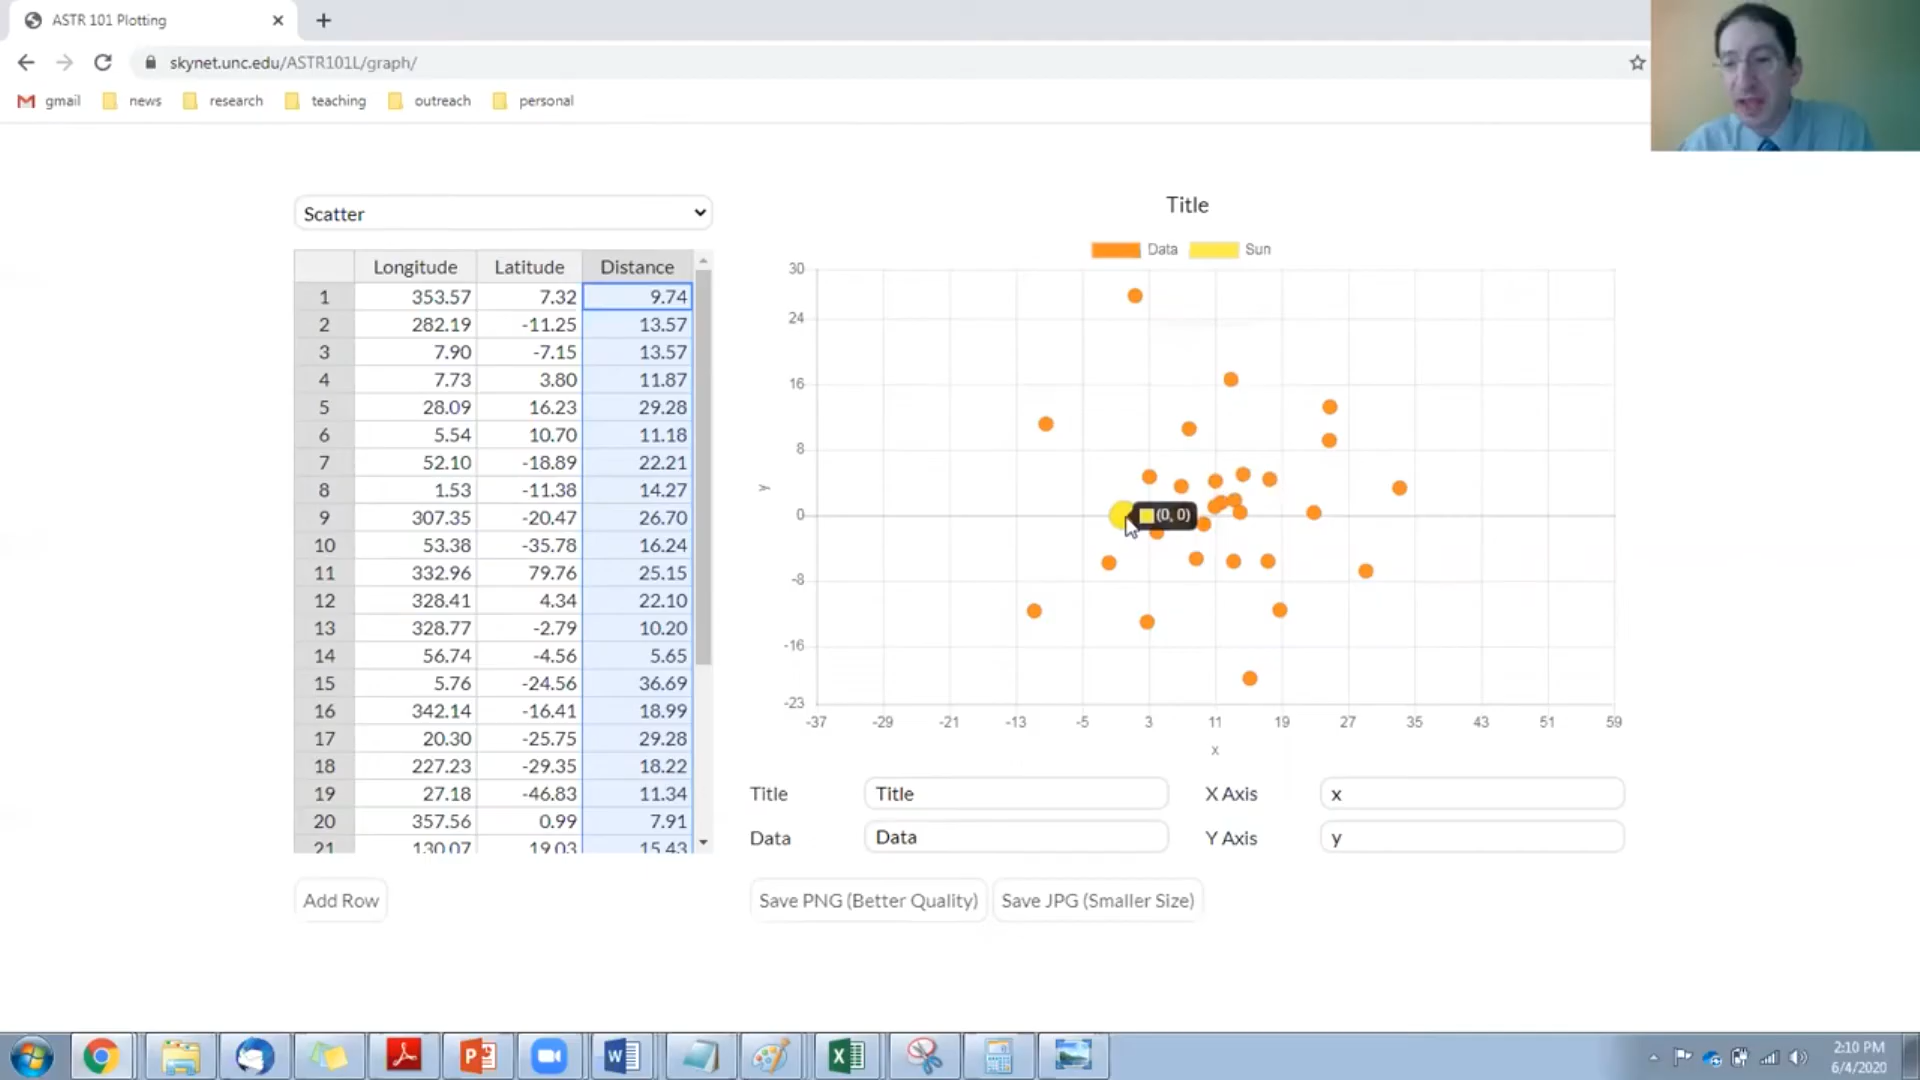 ASTR 101 Plotting
skynet.unc.edu/ASTR101L/graph/
gmail news research teaching outreach personal
Scatter
Longitude Latitude Distance
1 353.57 7.32 9.74
2 282.19 -11.25 13.57
3 7.90 -7.15 13.57
4 7.73 3.80 11.87
5 28.09 16.23 29.28
6 5.54 10.70 11.18
7 52.10 -18.89 22.21
8 1.53 -11.38 14.27
9 307.35 -20.47 26.70
10 53.38 -35.78 16.24
11 332.96 79.76 25.15
12 328.41 4.34 22.10
13 328.77 -2.79 10.20
14 56.74 -4.56 5.65
15 5.76 -24.56 36.69
16 342.14 -16.41 18.99
17 20.30 -25.75 29.28
18 227.23 -29.35 18.22
19 27.18 -46.83 11.34
20 357.56 0.99 7.91
21 130.07 19.03 15.43
Add Row
Title
Data Sun
30
24
16
8
0
-8
-16
-23
y
(0, 0)
-37 -29 -21 -13 -5 3 11 19 27 35 43 51 59
x
Title Title X Axis x
Data Data Y Axis y
Save PNG (Better Quality) Save JPG (Smaller Size)
2:10 PM
6/4/2020